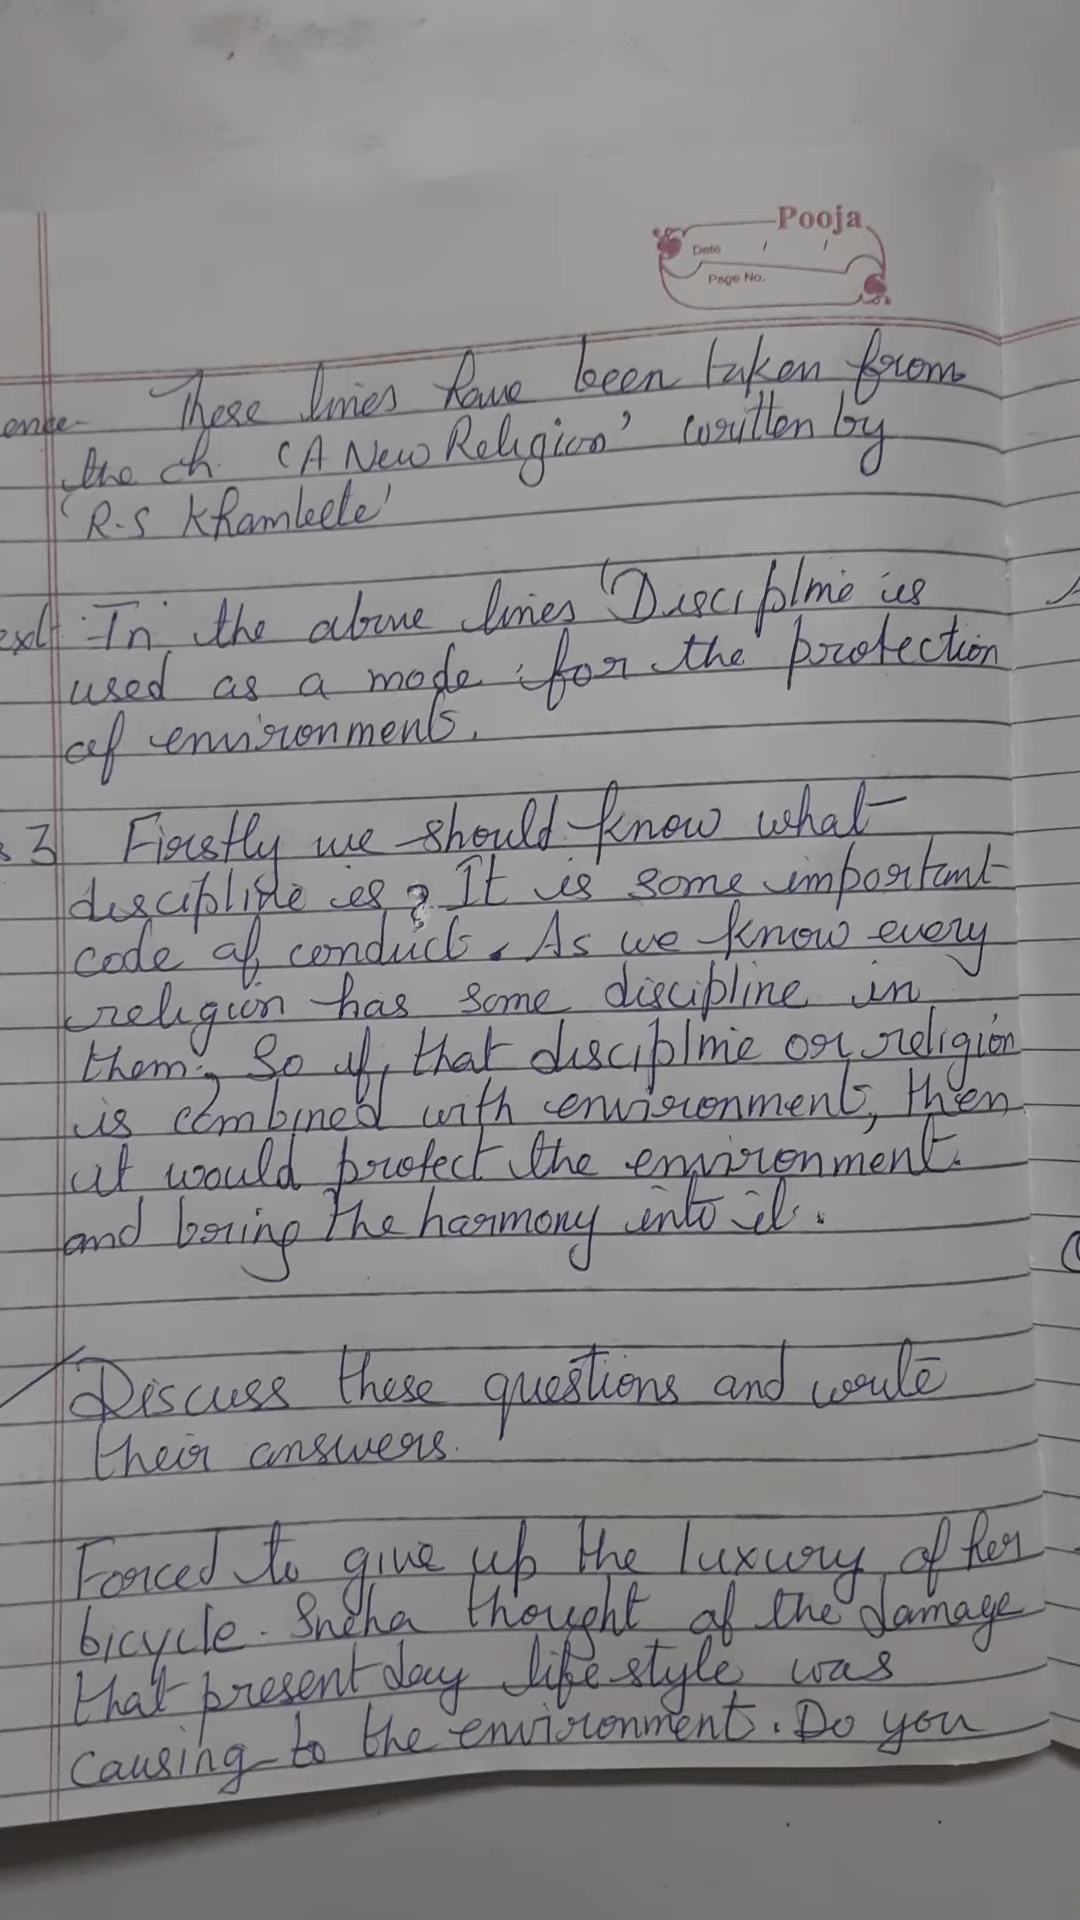 Pooja
Date / /
Page No.
ence- These lines have been taken from
the ch. 'A New Religion' written by
'R.S Khamleete'
exl :- In the above lines 'Discipline is
used as a mode for the protection
of environment.
s 3 Firstly we should know what
discipline is? It is some important
code of conduct. As we know every
religion has some discipline in
them. So if, that discipline or religion
is combined with environment, then
it would protect the environment.
and bring the harmony into it.
Discuss these questions and write
their answers.
Forced to give up the luxury of her
bicycle. Sneha thought of the damage
that present day life style was
causing to the environment. Do you